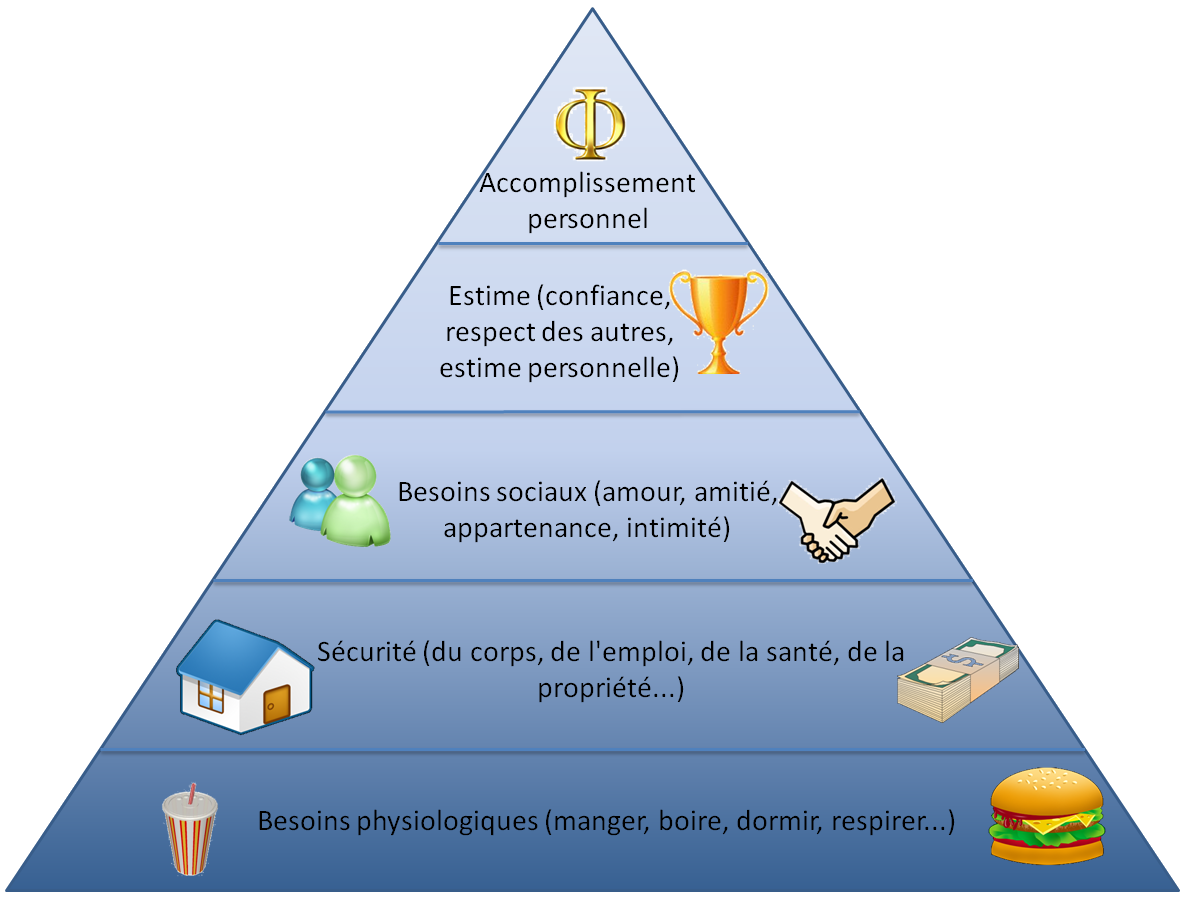 Φ
Accomplissement
personnel
Estime (confiance,
respect des autres,
estime personnelle)
Besoins sociaux (amour, amitié,
appartenance, intimité)
Sécurité (du corps, de l'emploi, de la santé, de la
propriété...)
$
Besoins physiologiques (manger, boire, dormir, respirer...)